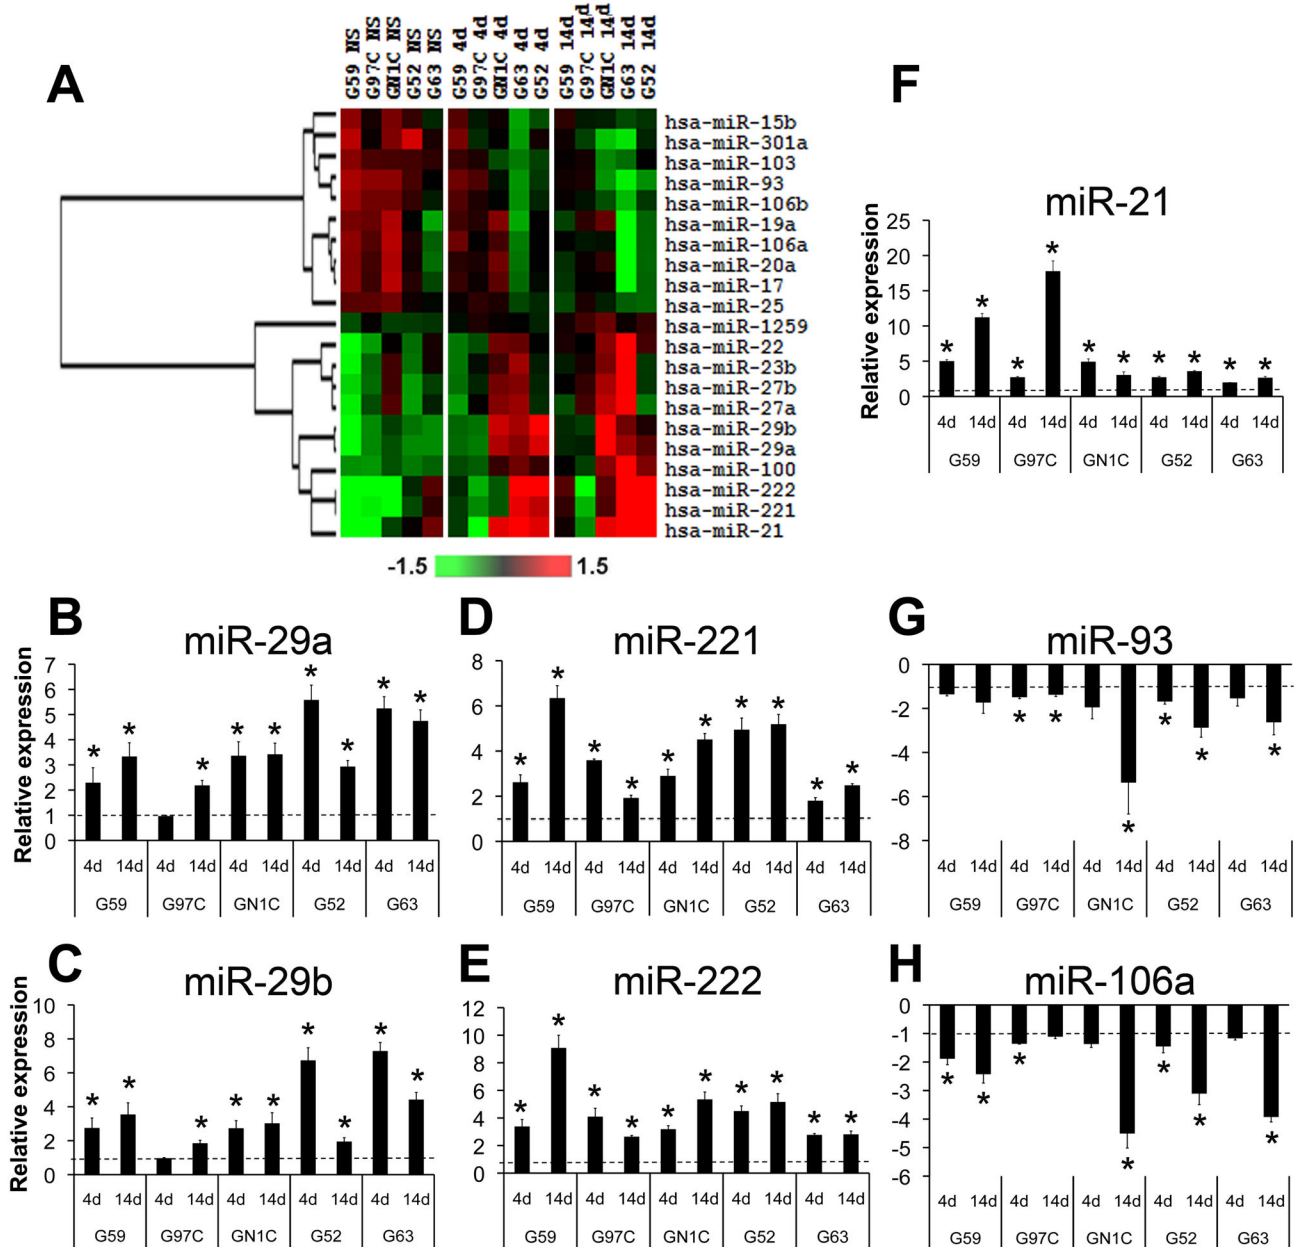 A
G59 NS
G97C NS
GN1C NS
G52 NS
G63 NS
G59 4d
G97C 4d
GN1C 4d
G63 4d
G52 4d
G59 14d
G97C 14d
GN1C 14d
G63 14d
G52 14d
hsa-miR-15b
hsa-miR-301a
hsa-miR-103
hsa-miR-93
hsa-miR-106b
hsa-miR-19a
hsa-miR-106a
hsa-miR-20a
hsa-miR-17
hsa-miR-25
hsa-miR-1259
hsa-miR-22
hsa-miR-23b
hsa-miR-27b
hsa-miR-27a
hsa-miR-29b
hsa-miR-29a
hsa-miR-100
hsa-miR-222
hsa-miR-221
hsa-miR-21
-1.5 1.5
F
miR-21
Relative expression
25
20
15
10
5
0
* * * * * * * * * *
4d 14d 4d 14d 4d 14d 4d 14d 4d 14d
G59 G97C GN1C G52 G63
B
miR-29a
Relative expression
7
6
5
4
3
2
1
0
* * * * * * * * *
4d 14d 4d 14d 4d 14d 4d 14d 4d 14d
G59 G97C GN1C G52 G63
D
miR-221
8
6
4
2
0
* * * * * * * * * *
4d 14d 4d 14d 4d 14d 4d 14d 4d 14d
G59 G97C GN1C G52 G63
G
miR-93
0
-2
-4
-6
-8
* * * * * *
4d 14d 4d 14d 4d 14d 4d 14d 4d 14d
G59 G97C GN1C G52 G63
C
miR-29b
Relative expression
10
8
6
4
2
0
* * * * * * * * *
4d 14d 4d 14d 4d 14d 4d 14d 4d 14d
G59 G97C GN1C G52 G63
E
miR-222
12
10
8
6
4
2
0
* * * * * * * * * *
4d 14d 4d 14d 4d 14d 4d 14d 4d 14d
G59 G97C GN1C G52 G63
H
miR-106a
0
-1
-2
-3
-4
-5
-6
* * * * * * *
4d 14d 4d 14d 4d 14d 4d 14d 4d 14d
G59 G97C GN1C G52 G63